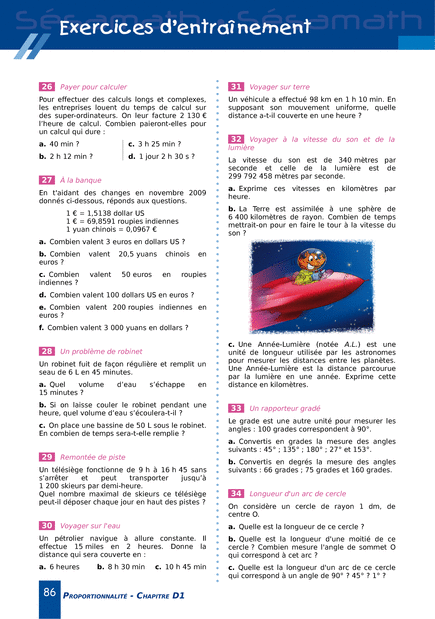 Sésamath
Sésamath
Exercices d'entraînement
26 Payer pour calculer
Pour effectuer des calculs longs et complexes,
les entreprises louent du temps de calcul sur
des super-ordinateurs. On leur facture 2 130 €
l'heure de calcul. Combien paieront-elles pour
un calcul qui dure :
a. 40 min ?
c. 3 h 25 min ?
b. 2 h 12 min ?
d. 1 jour 2 h 30 s ?
27 À la banque
En t'aidant des changes en novembre 2009
donnés ci-dessous, réponds aux questions.
1 € = 1,5138 dollar US
1 € = 69,8591 roupies indiennes
1 yuan chinois = 0,0967 €
a. Combien valent 3 euros en dollars US ?
b. Combien valent 20,5 yuans chinois en
euros ?
c. Combien valent 50 euros en roupies
indiennes ?
d. Combien valent 100 dollars US en euros ?
e. Combien valent 200 roupies indiennes en
euros ?
f. Combien valent 3 000 yuans en dollars ?
28 Un problème de robinet
Un robinet fuit de façon régulière et remplit un
seau de 6 L en 45 minutes.
a. Quel volume d'eau s'échappe en
15 minutes ?
b. Si on laisse couler le robinet pendant une
heure, quel volume d'eau s'écoulera-t-il ?
c. On place une bassine de 50 L sous le robinet.
En combien de temps sera-t-elle remplie ?
29 Remontée de piste
Un télésiège fonctionne de 9 h à 16 h 45 sans
s'arrêter et peut transporter jusqu'à
1 200 skieurs par demi-heure.
Quel nombre maximal de skieurs ce télésiège
peut-il déposer chaque jour en haut des pistes ?
30 Voyager sur l'eau
Un pétrolier navigue à allure constante. Il
effectue 15 miles en 2 heures. Donne la
distance qui sera couverte en :
a. 6 heures b. 8 h 30 min c. 10 h 45 min
31 Voyager sur terre
Un véhicule a effectué 98 km en 1 h 10 min. En
supposant son mouvement uniforme, quelle
distance a-t-il couverte en une heure ?
32 Voyager à la vitesse du son et de la
lumière
La vitesse du son est de 340 mètres par
seconde et celle de la lumière est de
299 792 458 mètres par seconde.
a. Exprime ces vitesses en kilomètres par
heure.
b. La Terre est assimilée à une sphère de
6 400 kilomètres de rayon. Combien de temps
mettrait-on pour en faire le tour à la vitesse du
son ?
c. Une Année-Lumière (notée A.L.) est une
unité de longueur utilisée par les astronomes
pour mesurer les distances entre les planètes.
Une Année-Lumière est la distance parcourue
par la lumière en une année. Exprime cette
distance en kilomètres.
33 Un rapporteur gradé
Le grade est une autre unité pour mesurer les
angles : 100 grades correspondent à 90°.
a. Convertis en grades la mesure des angles
suivants : 45° ; 135° ; 180° ; 27° et 153°.
b. Convertis en degrés la mesure des angles
suivants : 66 grades ; 75 grades et 160 grades.
34 Longueur d'un arc de cercle
On considère un cercle de rayon 1 dm, de
centre O.
a. Quelle est la longueur de ce cercle ?
b. Quelle est la longueur d'une moitié de ce
cercle ? Combien mesure l'angle de sommet O
qui correspond à cet arc ?
c. Quelle est la longueur d'un arc de ce cercle
qui correspond à un angle de 90° ? 45° ? 1° ?
86 Proportionnalité - Chapitre D1